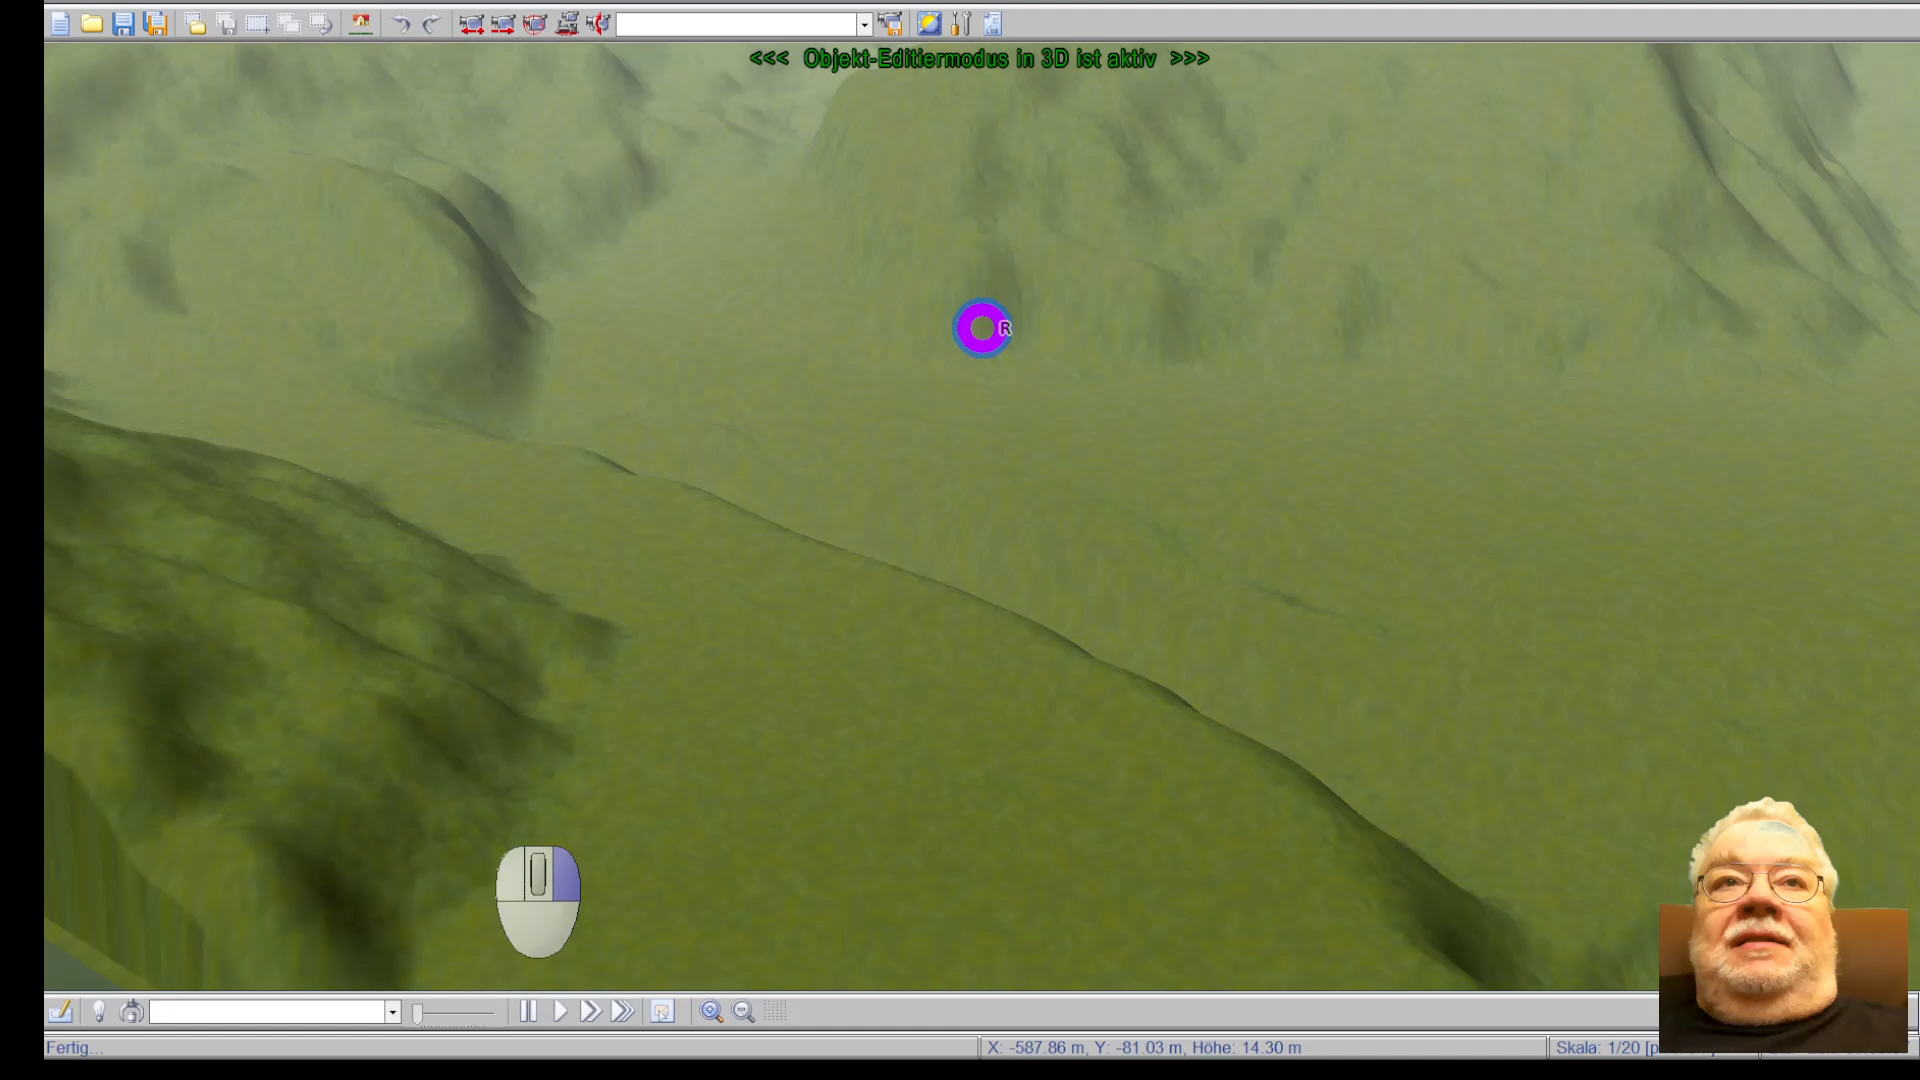 <<< Objekt-Editiermodus in 3D ist aktiv >>>
R
Fertig...
X: -587.86 m, Y: -81.03 m, Höhe: 14.30 m
Skala: 1/20